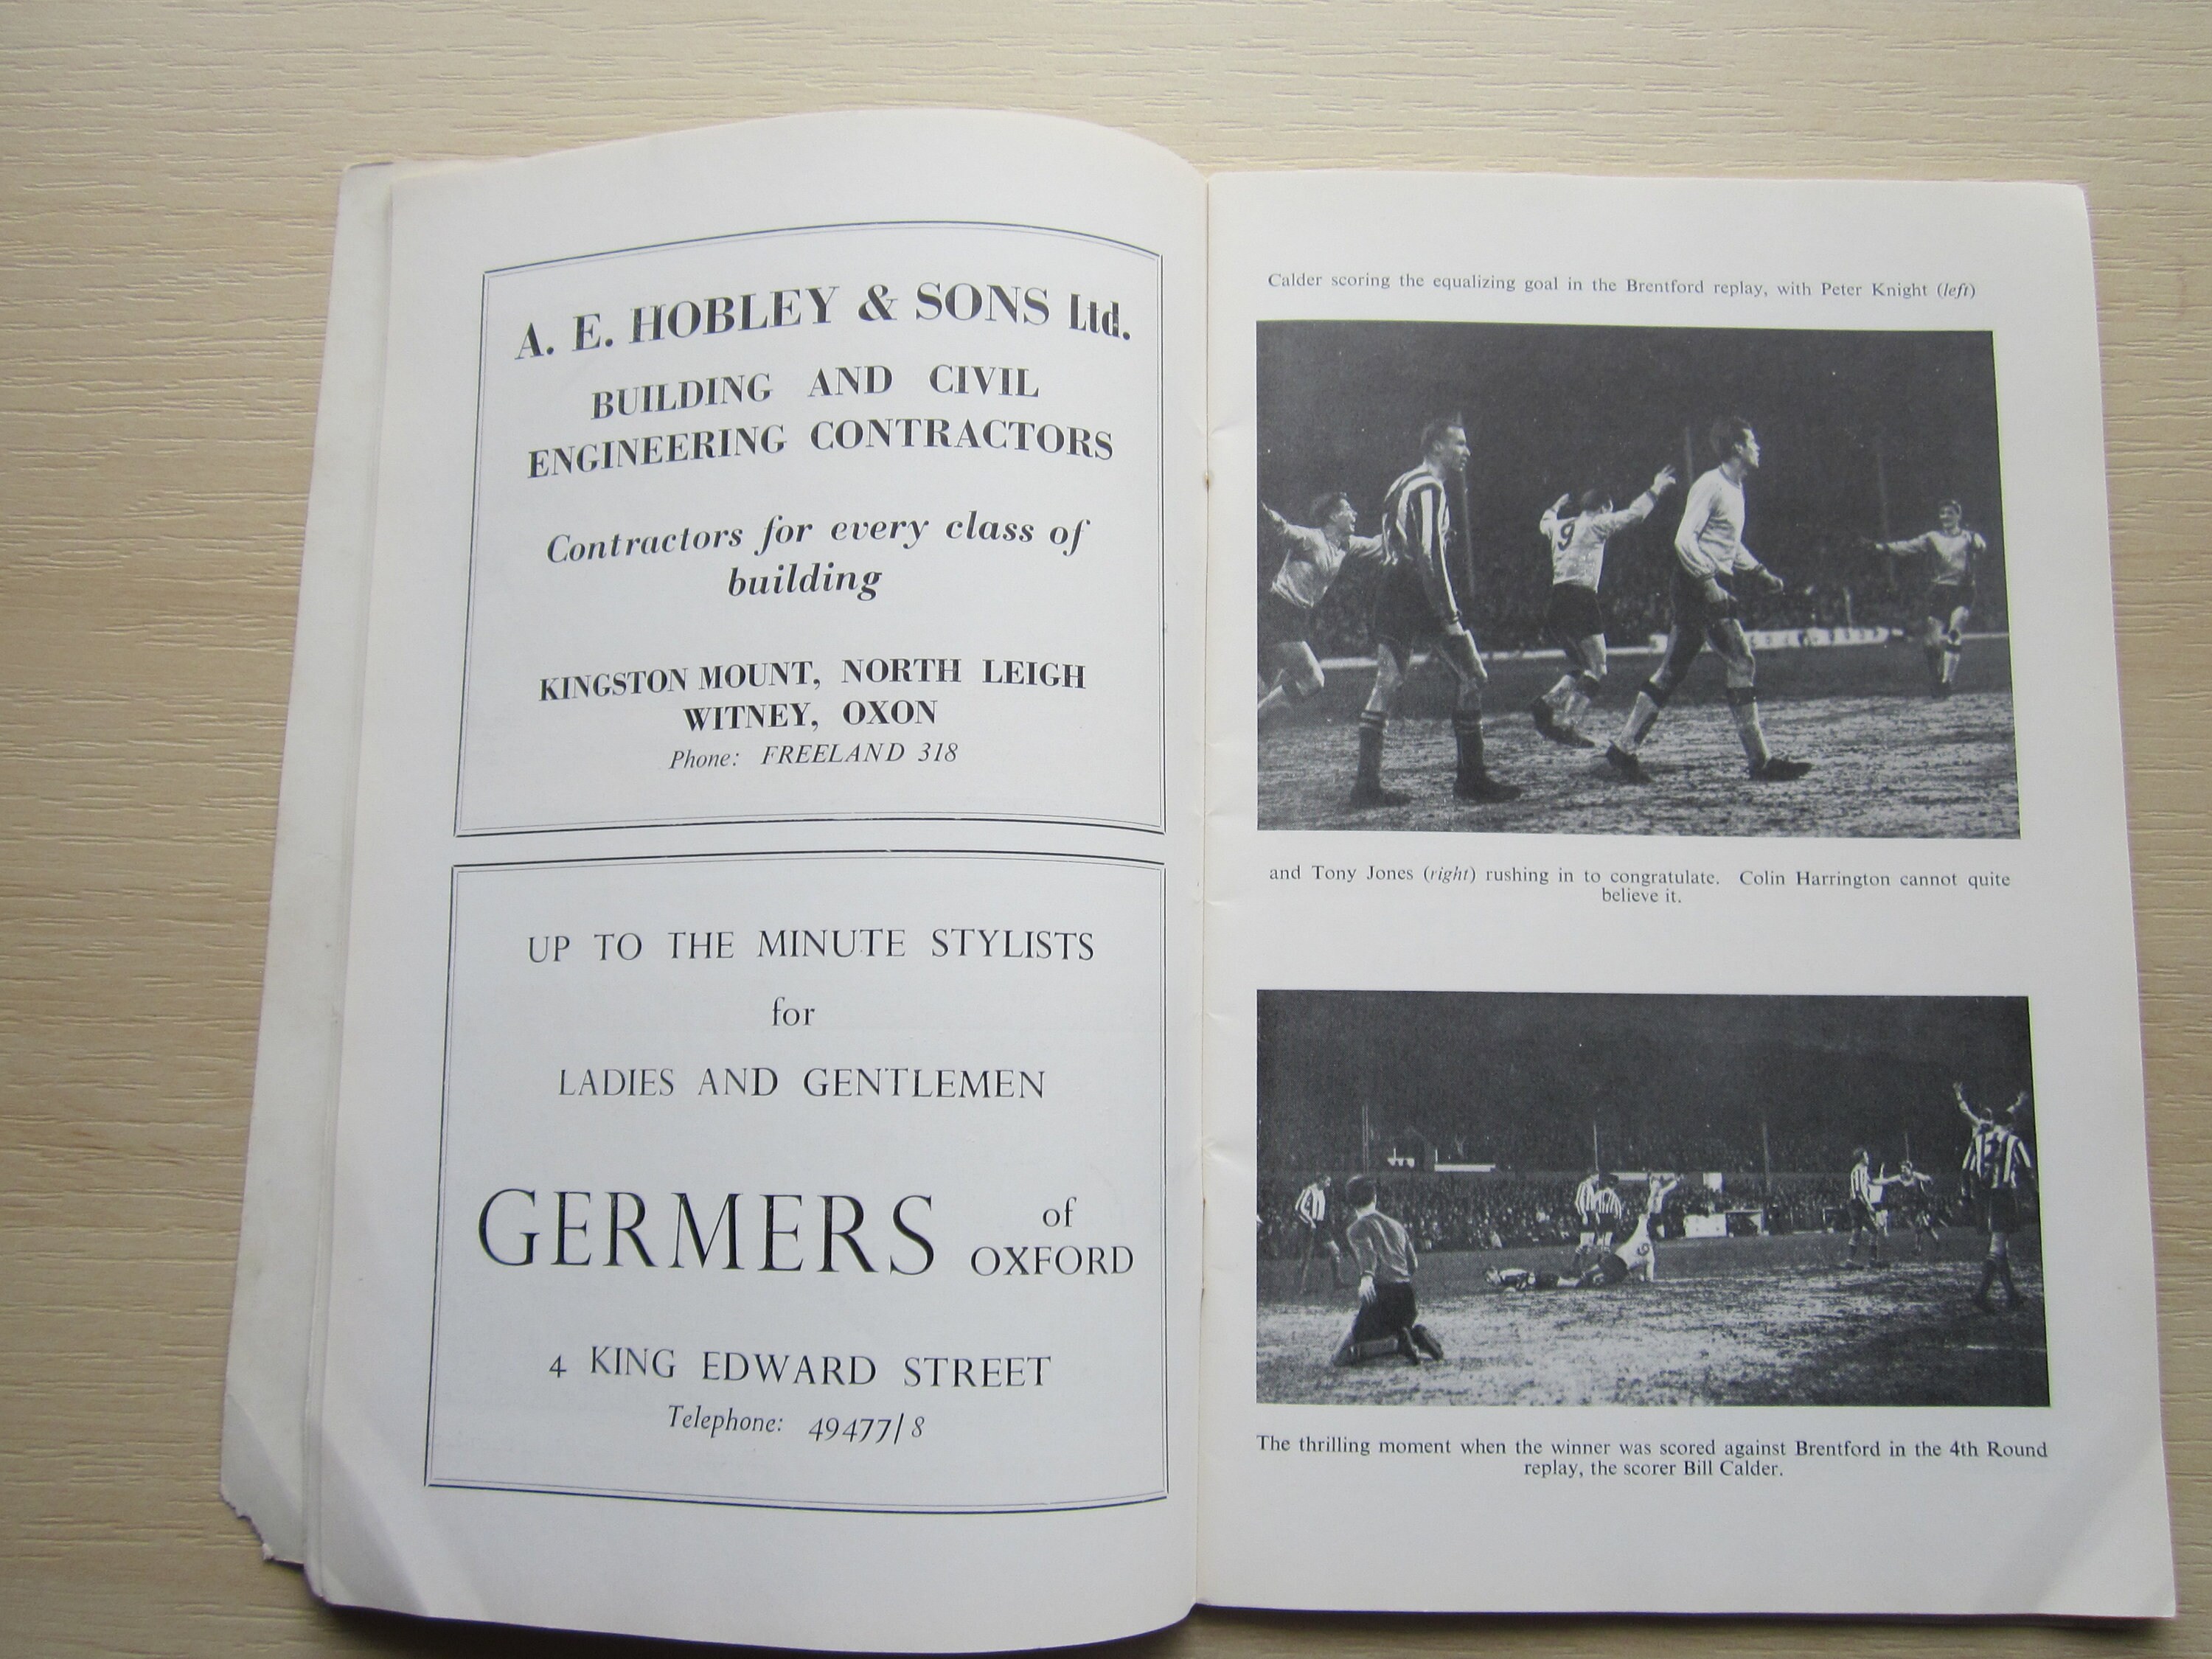 A. E. HOBLEY & SONS Ltd.
BUILDING AND CIVIL
ENGINEERING CONTRACTORS
Contractors for every class of
building
KINGSTON MOUNT, NORTH LEIGH
WITNEY, OXON
Phone: FREELAND 318
UP TO THE MINUTE STYLISTS
for
LADIES AND GENTLEMEN
GERMERS of
OXFORD
4 KING EDWARD STREET
Telephone: 49477/8
Calder scoring the equalizing goal in the Brentford replay, with Peter Knight (left)
9
and Tony Jones (right) rushing in to congratulate. Colin Harrington cannot quite
believe it.
6
The thrilling moment when the winner was scored against Brentford in the 4th Round
replay, the scorer Bill Calder.